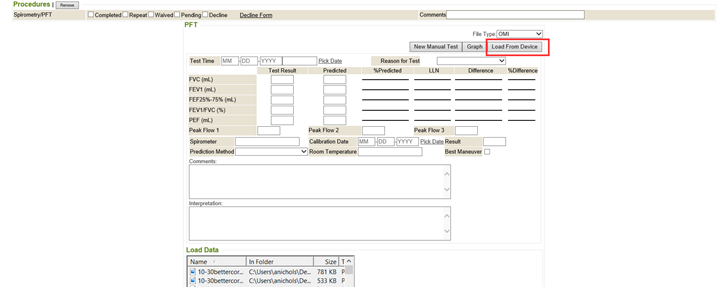 Procedures | Remove
Spirometry/PFT Completed Repeat Waived Pending Decline Decline Form Comments
PFT
File Type OMI
New Manual Test Graph Load From Device
Test Time MM -DD -YYYY Pick Date Reason for Test
Test Result Predicted %Predicted LLN Difference %Difference
FVC (mL)
FEV1 (mL)
FEF25%-75% (mL)
FEV1/FVC (%)
PEF (mL)
Peak Flow 1 Peak Flow 2 Peak Flow 3
Spirometer Calibration Date MM -DD -YYYY Pick Date Result
Prediction Method Room Temperature Best Maneuver
Comments:
Interpretation:
Load Data
Name In Folder Size T
10-30bettercor... C:\Users\anichols\De... 781 KB P
10-30bettercor... C:\Users\anichols\De... 533 KB P